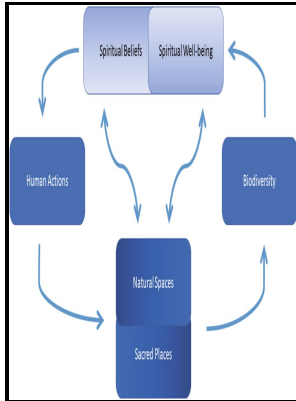 Spiritual Beliefs
Spiritual Well-being
Human Actions
Biodiversity
Natural Spaces
Sacred Places